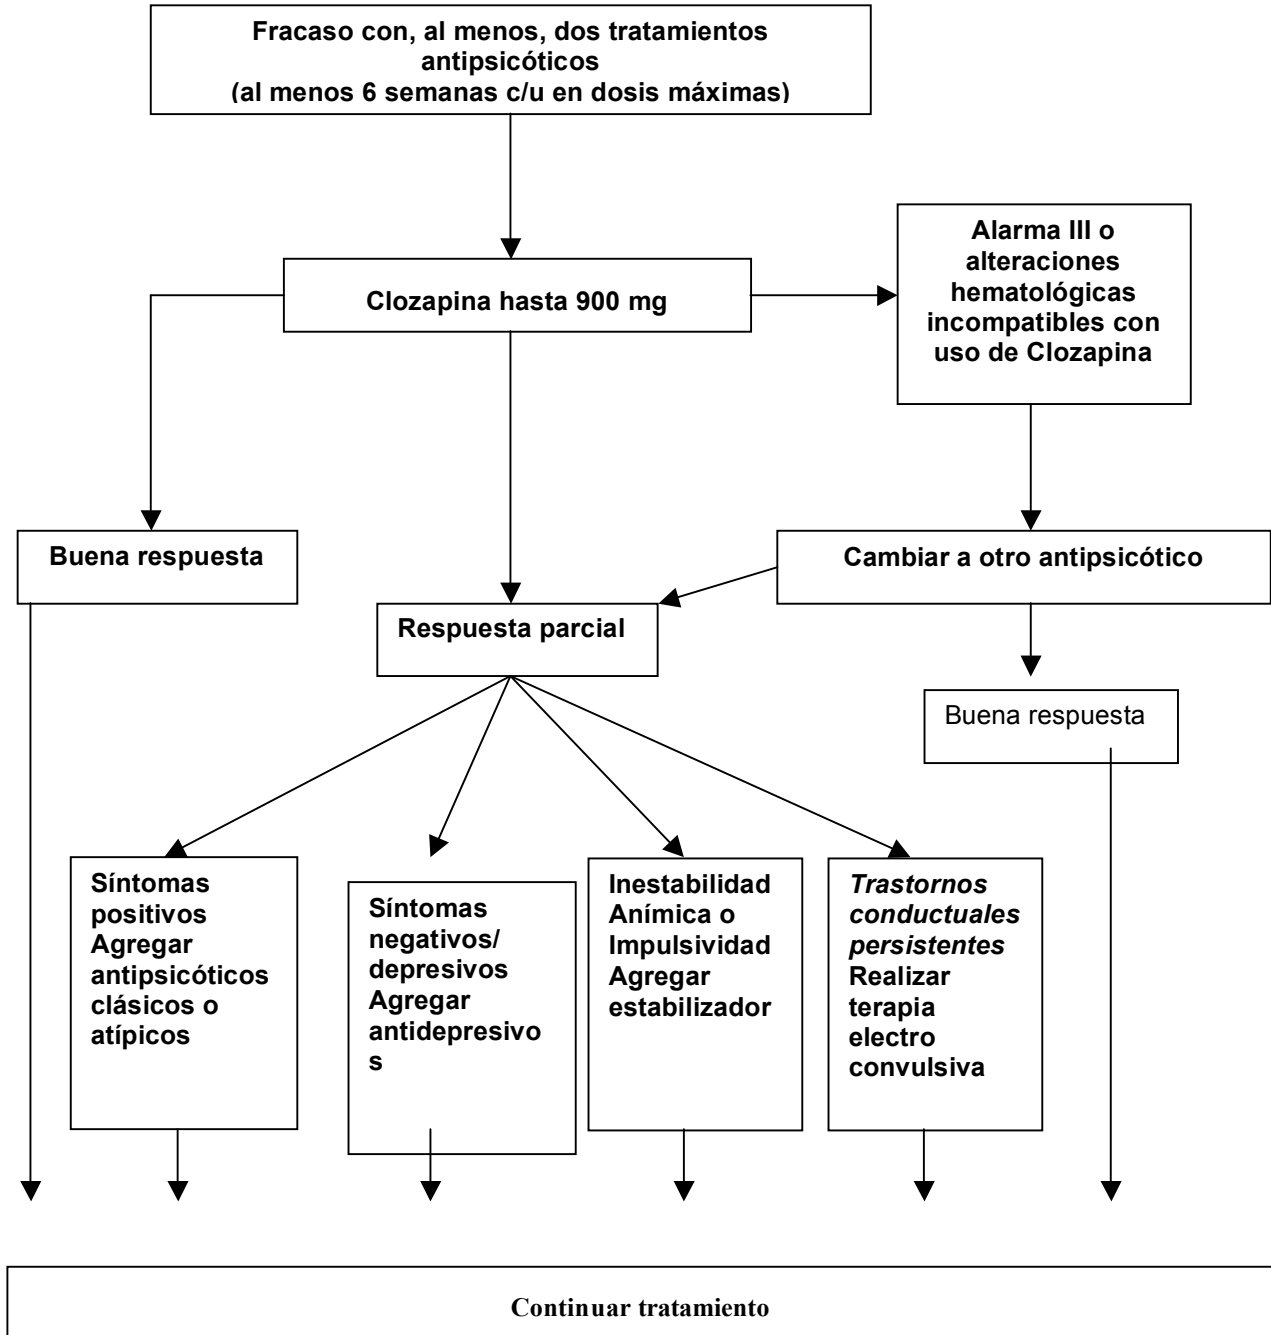 Fracaso con, al menos, dos tratamientos
antipsicóticos
(al menos 6 semanas c/u en dosis máximas)
Alarma III o
alteraciones
hematológicas
incompatibles con
uso de Clozapina
Clozapina hasta 900 mg
Buena respuesta
Cambiar a otro antipsicótico
Respuesta parcial
Buena respuesta
Síntomas
positivos
Agregar
antipsicóticos
clásicos o
atípicos
Síntomas
negativos/
depresivos
Agregar
antidepresivo
s
Inestabilidad
Anímica o
Impulsividad
Agregar
estabilizador
Trastornos
conductuales
persistentes
Realizar
terapia
electro
convulsiva
Continuar tratamiento